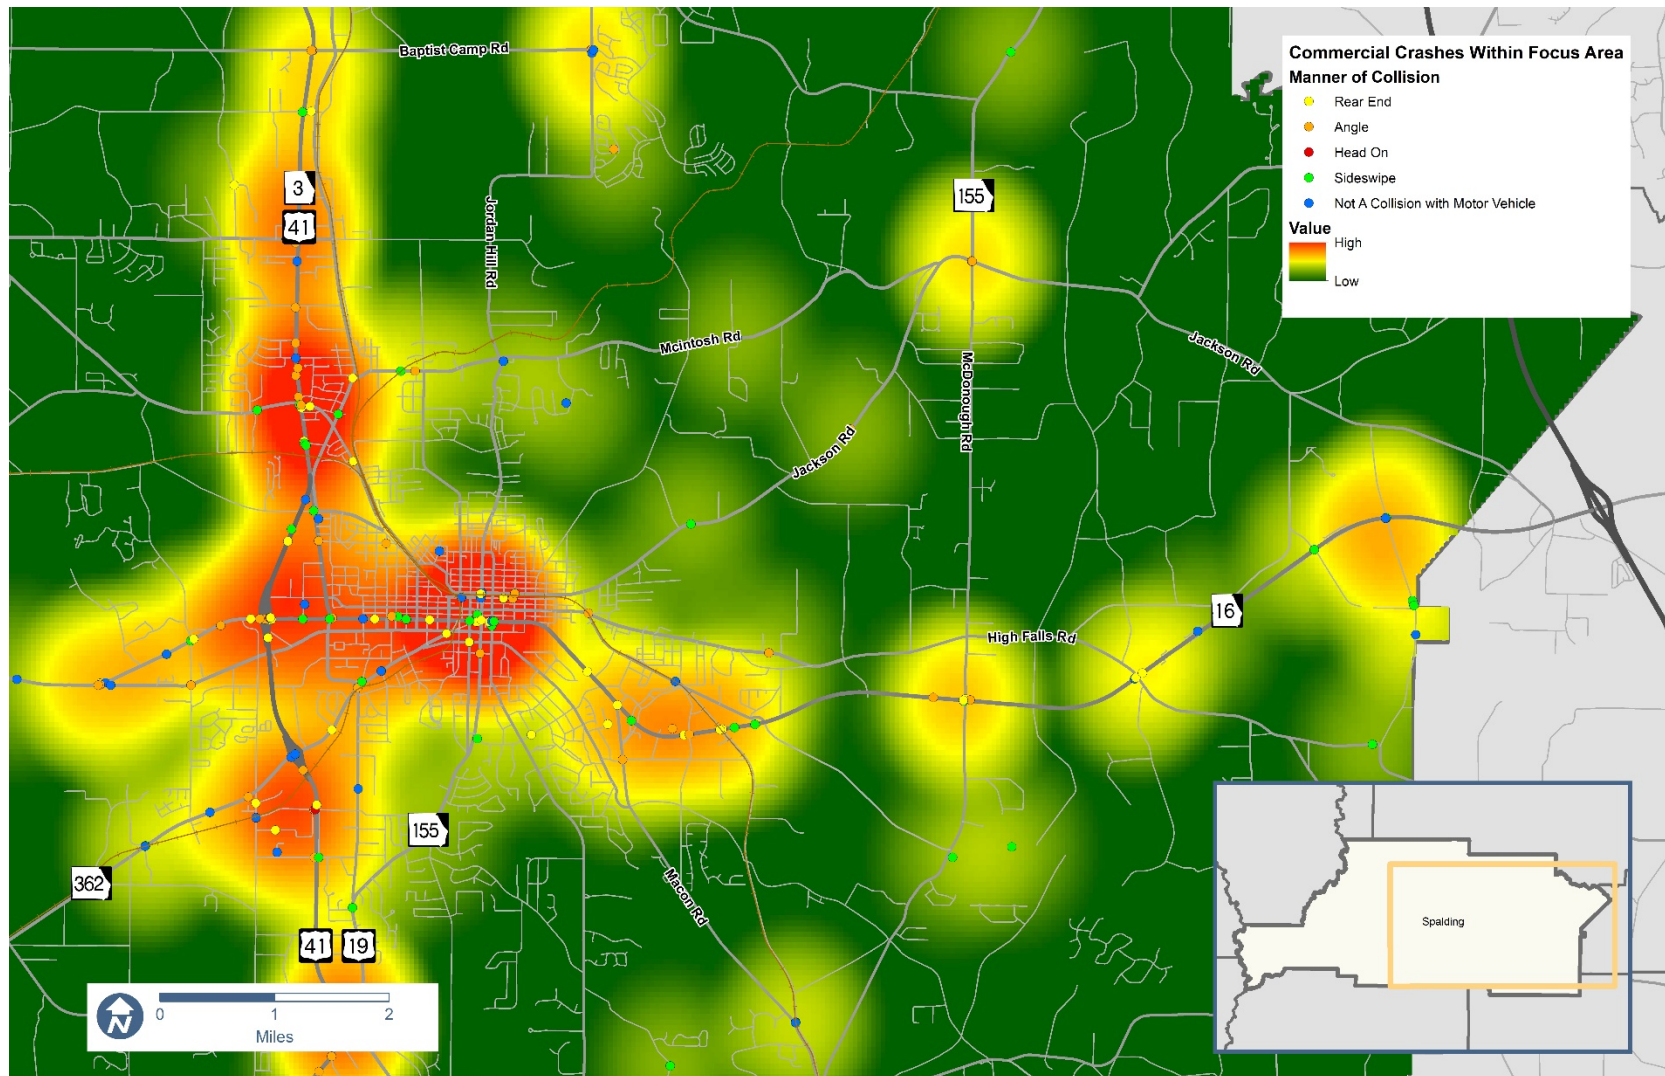 Baptist Camp Rd
Commercial Crashes Within Focus Area
Manner of Collision
Rear End
Angle
Head On
Sideswipe
Not A Collision with Motor Vehicle
Value
High
Low
3
41
155
Jordan Hill Rd
Mcintosh Rd
Jackson Rd
McDonough Rd
Jackson Rd
16
High Falls Rd
155
362
Macon Rd
41
19
Spalding
N
0
1
2
Miles